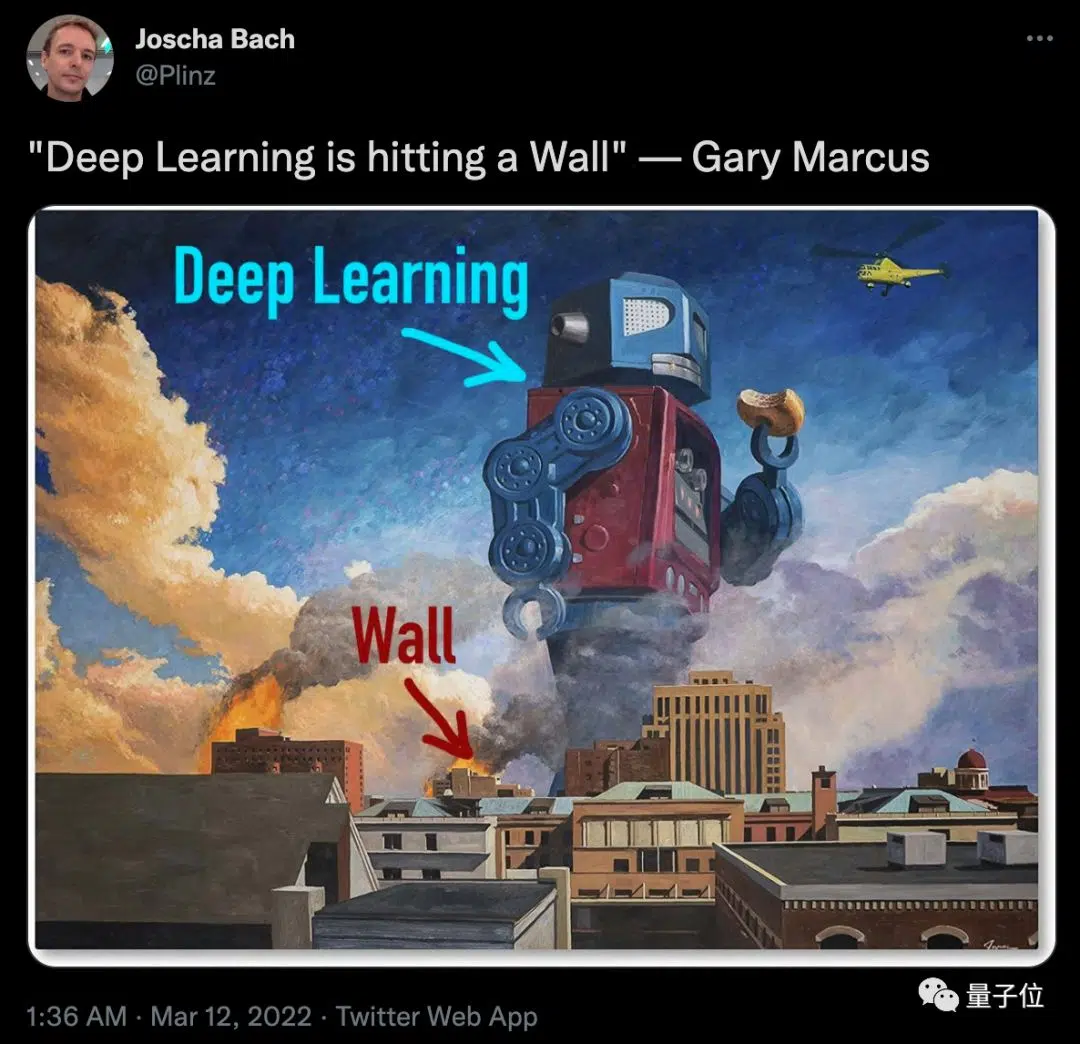 Joscha Bach
@Plinz
"Deep Learning is hitting a Wall" — Gary Marcus
Deep Learning
Wall
量子位
1:36 AM · Mar 12, 2022 · Twitter Web App